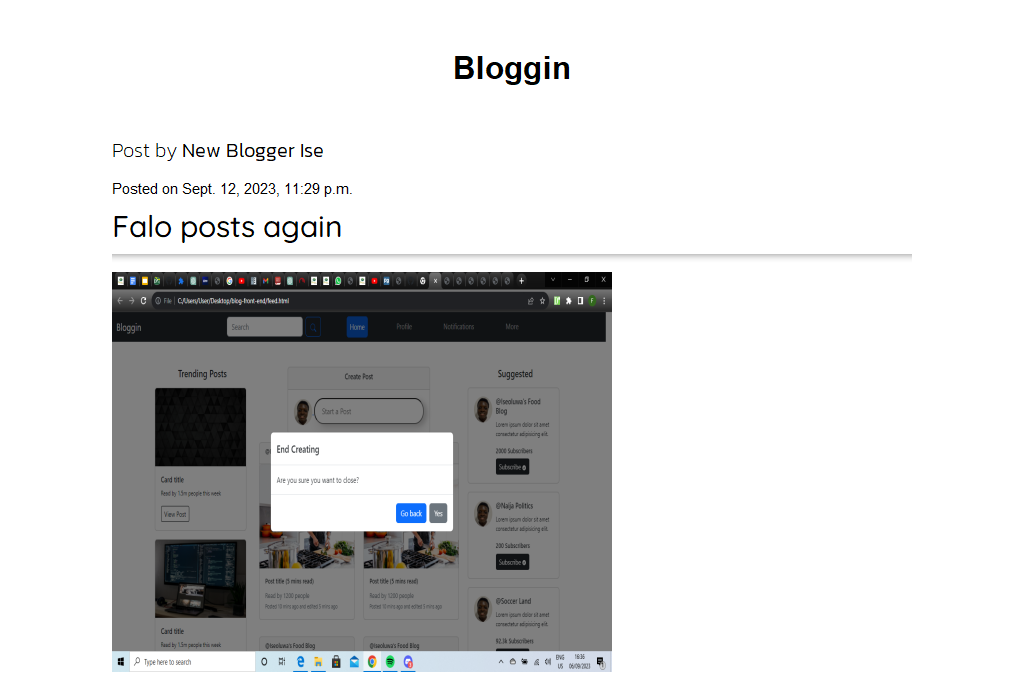 Bloggin
Post by New Blogger Ise
Posted on Sept. 12, 2023, 11:29 p.m.
Falo posts again
File C:/Users/User/Desktop/blog-front-end/feed.html
Bloggin
Search
Home
Profile
Notifications
More
Trending Posts
Card title
Read by 1.5m people this week
View Post
Card title
Read by 1.5m people this week
Create Post
Start a Post
End Creating
Are you sure you want to close?
Go back
Yes
Post title (5 mins read)
Read by 1200 people
Posted 10 mins ago and edited 5 mins ago
Post title (5 mins read)
Read by 1200 people
Posted 10 mins ago and edited 5 mins ago
@Iseoluwa's Food Blog
@Iseoluwa's Food Blog
Suggested
@Iseoluwa's Food
Blog
Lorem ipsum dolor sit amet
consectetur adipisicing elit.
2000 Subscribers
Subscribe
@Naija Politics
Lorem ipsum dolor sit amet
consectetur adipisicing elit.
200 Subscribers
Subscribe
@Soccer Land
Lorem ipsum dolor sit amet
consectetur adipisicing elit.
92.3k Subscribers
Type here to search
ENG
US
16:36
06/09/2023